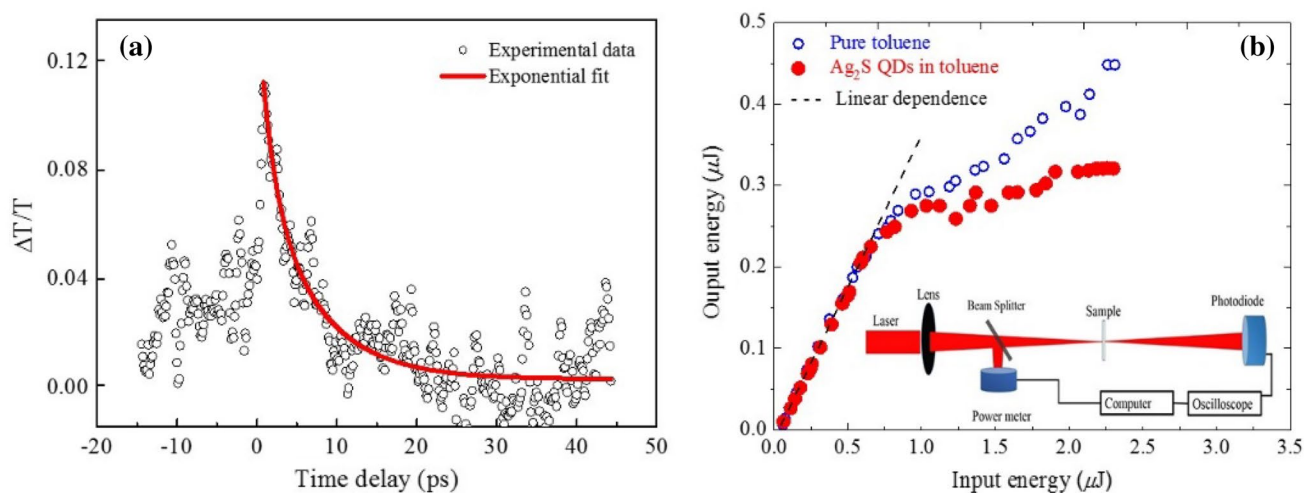 (a)
Experimental data
Exponential fit
0.12
0.08
0.04
0.00
ΔT/T
-20 -10 0 10 20 30 40 50
Time delay (ps)
(b)
Pure toluene
Ag₂S QDs in toluene
Linear dependence
0.5
0.4
0.3
0.2
0.1
0.0
Ouput energy (μJ)
Laser
Lens
Beam Splitter
Sample
Photodiode
Power meter
Computer
Oscilloscope
0.0 0.5 1.0 1.5 2.0 2.5 3.0 3.5
Input energy (μJ)